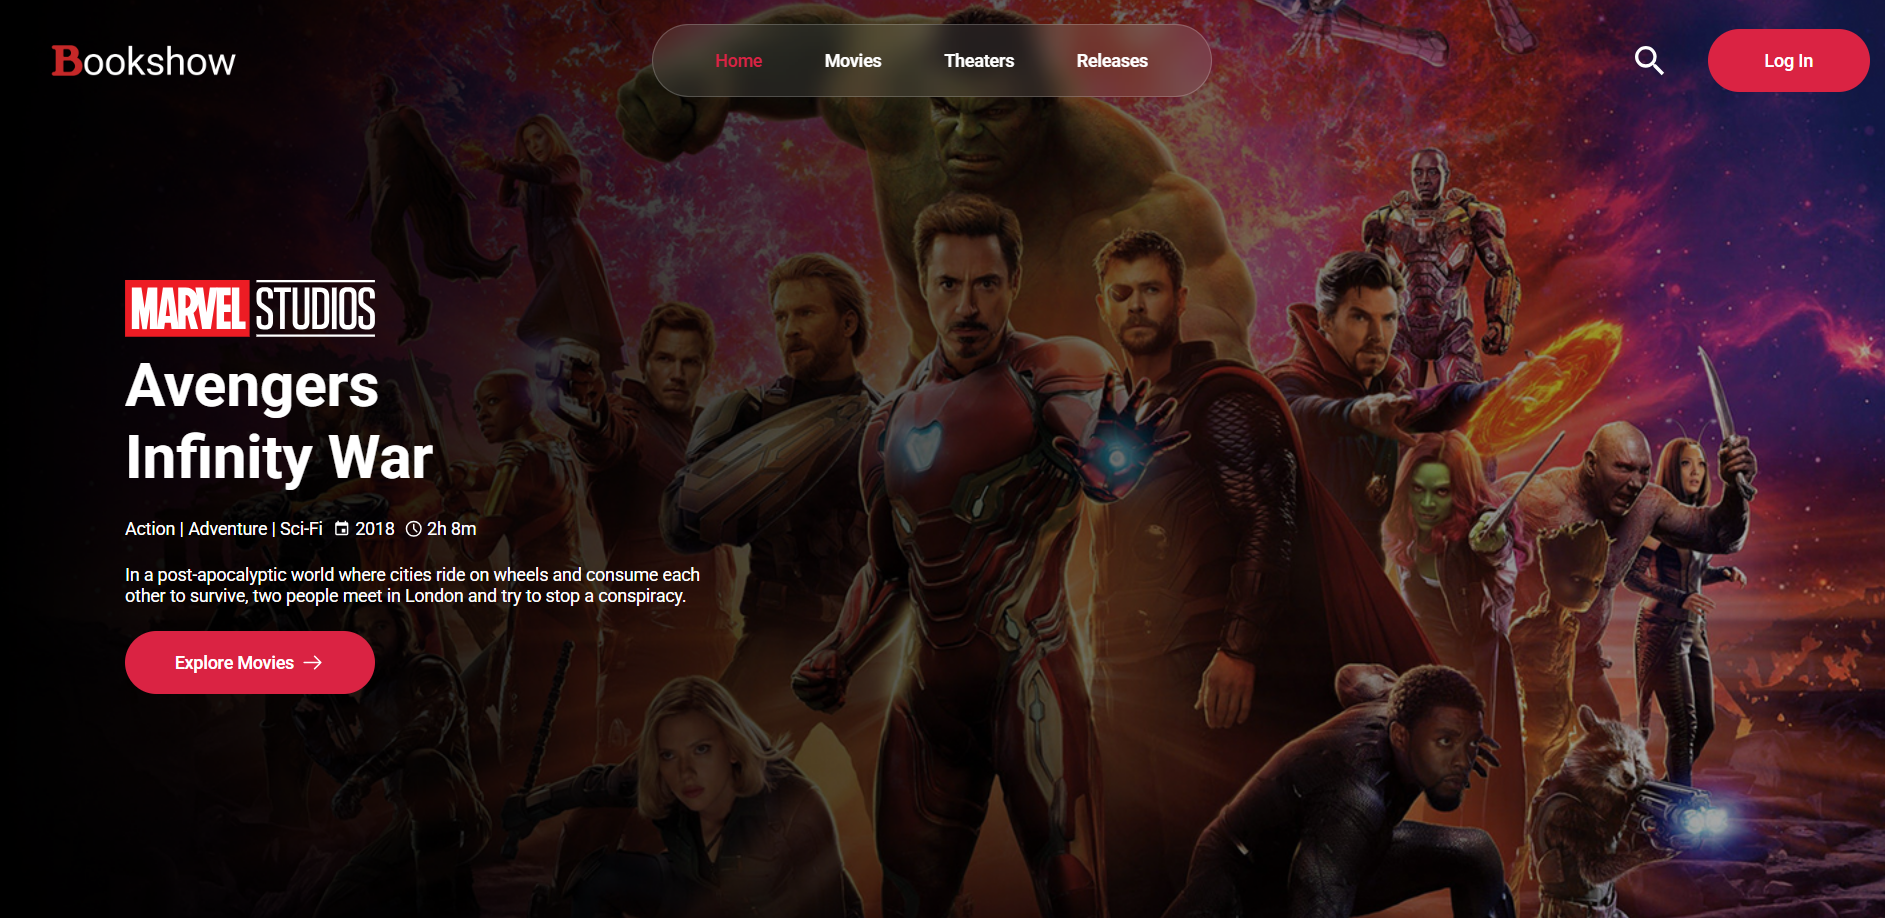 Bookshow
Home Movies Theaters Releases
Log In
MARVEL STUDIOS
Avengers
Infinity War
Action | Adventure | Sci-Fi 2018 2h 8m
In a post-apocalyptic world where cities ride on wheels and consume each
other to survive, two people meet in London and try to stop a conspiracy.
Explore Movies →